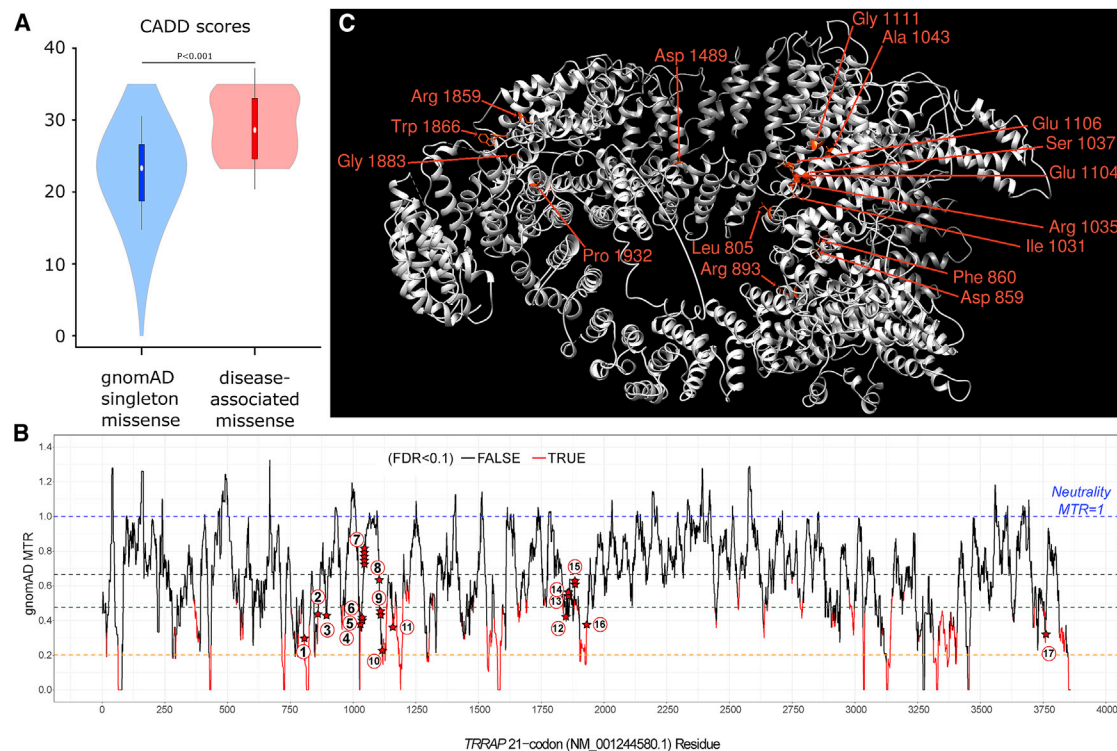 A
CADD scores
P<0.001
40
30
20
10
0
gnomAD
singleton
missense
disease-
associated
missense
C
Gly 1111
Ala 1043
Asp 1489
Arg 1859
Trp 1866
Gly 1883
Glu 1106
Ser 1037
Glu 1104
Arg 1035
Ile 1031
Leu 805
Pro 1932
Arg 893
Phe 860
Asp 859
B
(FDR<0.1) FALSE TRUE
Neutrality
MTR=1
gnomAD MTR
1.4
1.2
1.0
0.8
0.6
0.4
0.2
0.0
1
2
3
4
5
6
7
8
9
10
11
12
13
14
15
16
17
0 250 500 750 1000 1250 1500 1750 2000 2250 2500 2750 3000 3250 3500 3750 4000
TRRAP 21−codon (NM_001244580.1) Residue